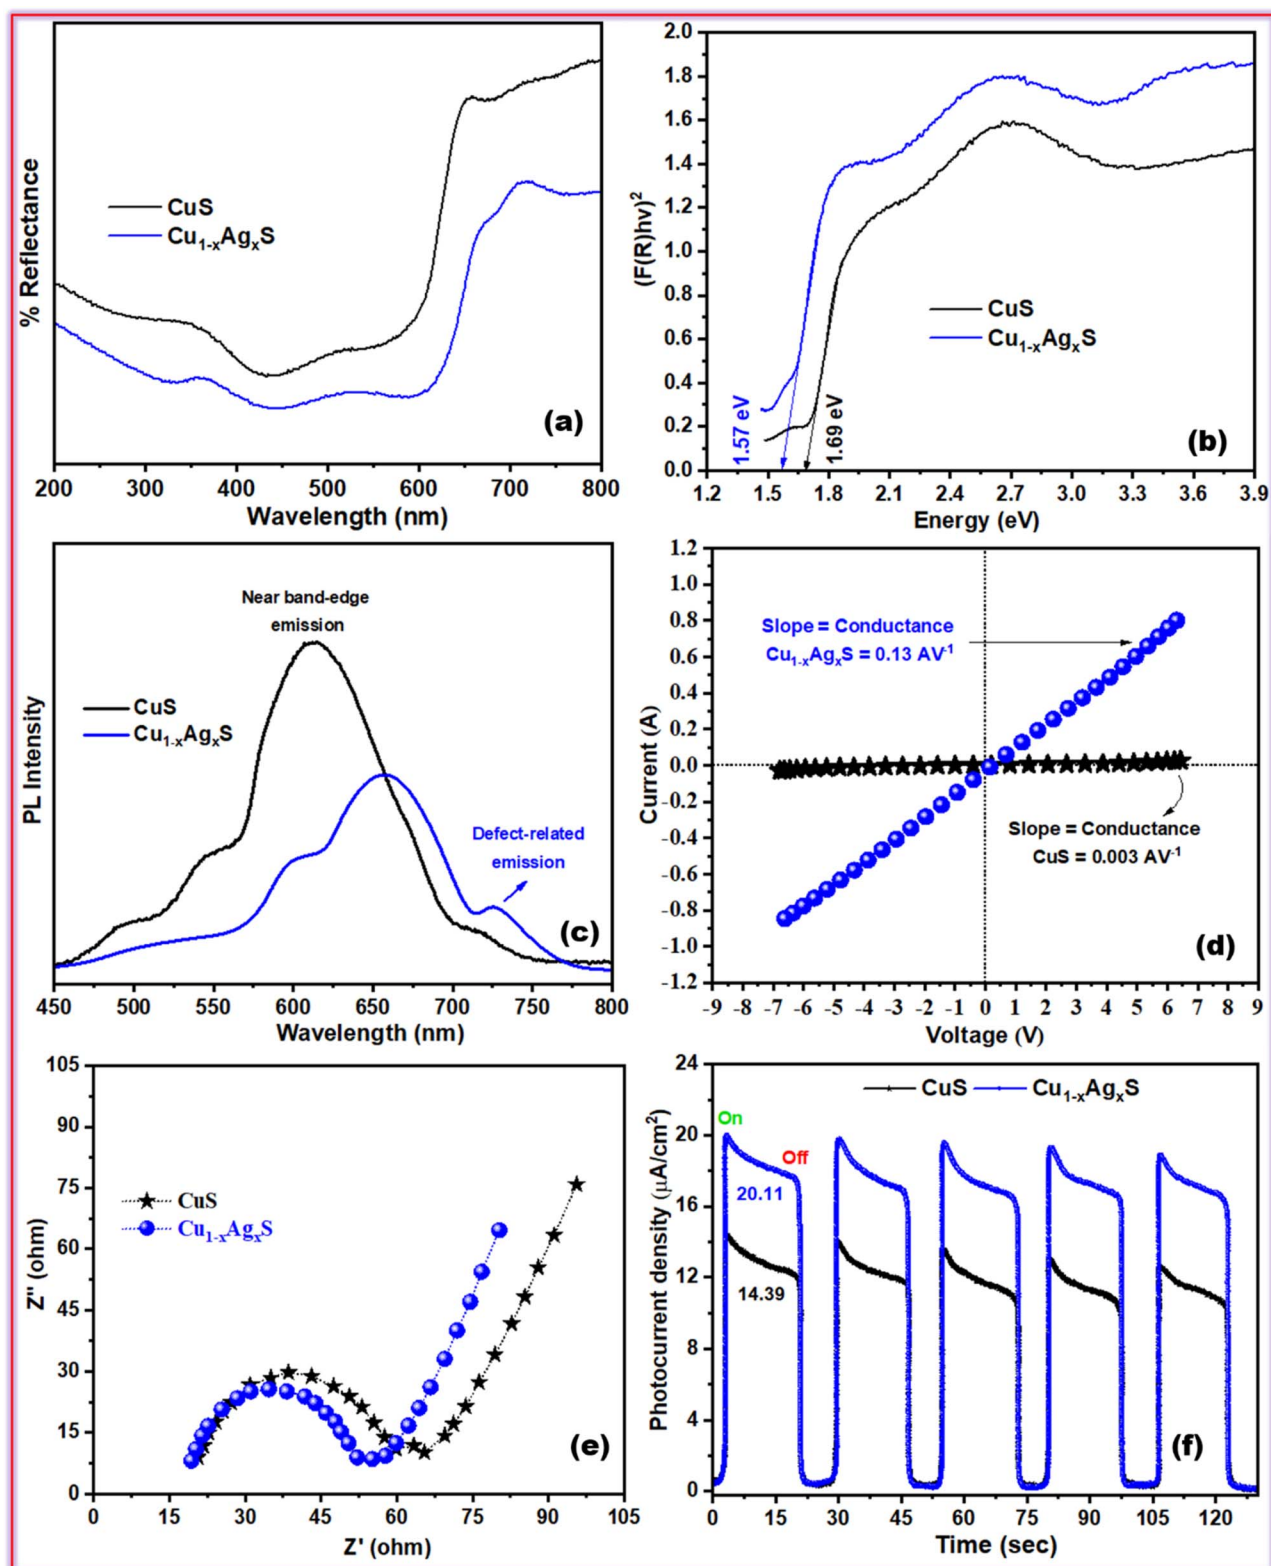 % Reflectance
CuS
Cu1-xAgxS
(a)
200 300 400 500 600 700 800
Wavelength (nm)
(F(R)hv)²
2.0
1.8
1.6
1.4
1.2
1.0
0.8
0.6
0.4
0.2
0.0
CuS
Cu1-xAgxS
1.57 eV
1.69 eV
(b)
1.2 1.5 1.8 2.1 2.4 2.7 3.0 3.3 3.6 3.9
Energy (eV)
PL Intensity
Near band-edge
emission
CuS
Cu1-xAgxS
Defect-related
emission
(c)
450 500 550 600 650 700 750 800
Wavelength (nm)
Current (A)
1.2
1.0
0.8
0.6
0.4
0.2
0.0
-0.2
-0.4
-0.6
-0.8
-1.0
-1.2
Slope = Conductance
Cu1-xAgxS = 0.13 AV⁻¹
Slope = Conductance
CuS = 0.003 AV⁻¹
(d)
-9 -8 -7 -6 -5 -4 -3 -2 -1 0 1 2 3 4 5 6 7 8 9
Voltage (V)
Z'' (ohm)
105
90
75
60
45
30
15
0
CuS
Cu1-xAgxS
(e)
0 15 30 45 60 75 90 105
Z' (ohm)
Photocurrent density (μA/cm²)
24
20
16
12
8
4
0
CuS Cu1-xAgxS
On
Off
20.11
14.39
(f)
0 15 30 45 60 75 90 105 120
Time (sec)